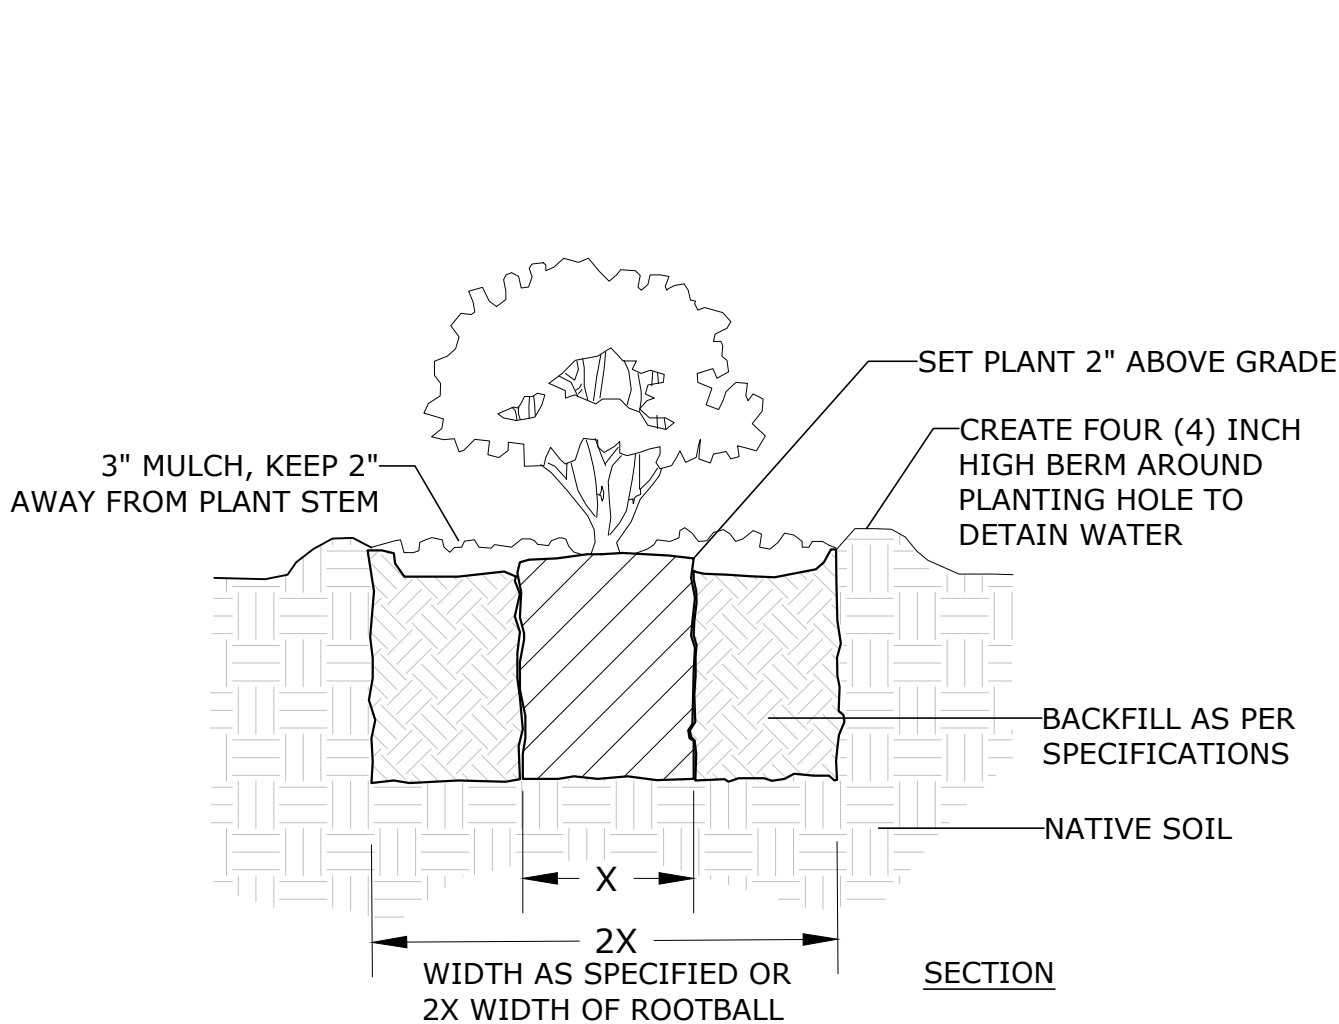 SET PLANT 2" ABOVE GRADE
CREATE FOUR (4) INCH
HIGH BERM AROUND
PLANTING HOLE TO
DETAIN WATER
3" MULCH, KEEP 2"
AWAY FROM PLANT STEM
BACKFILL AS PER
SPECIFICATIONS
NATIVE SOIL
X
2X
WIDTH AS SPECIFIED OR
2X WIDTH OF ROOTBALL
SECTION